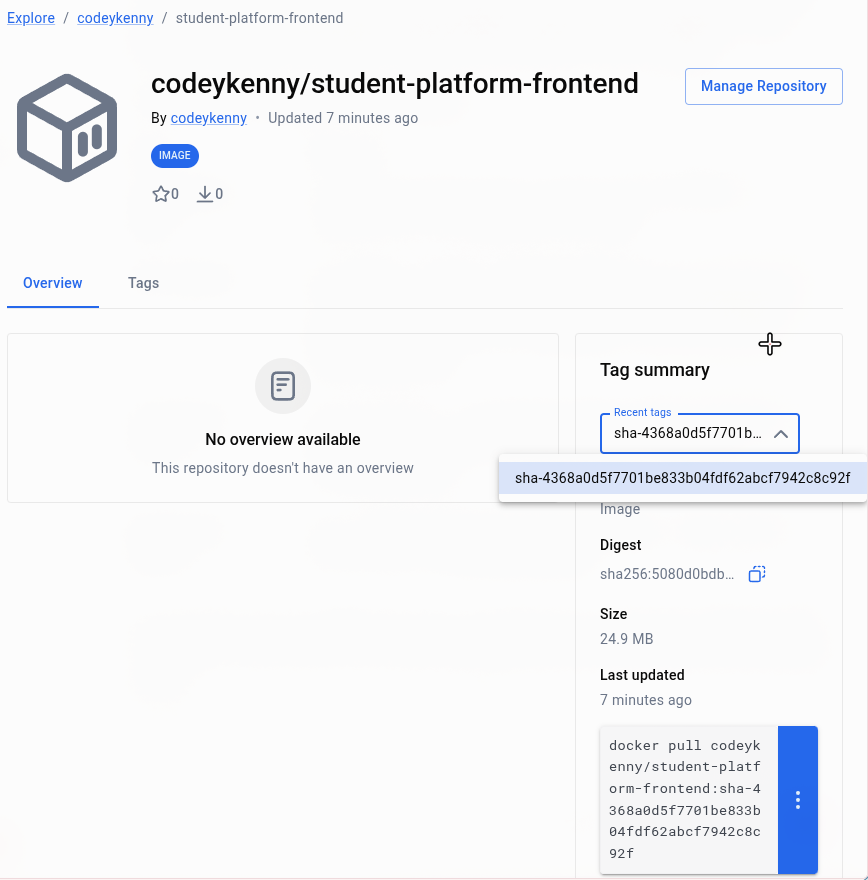 Explore / codeykenny / student-platform-frontend
codeykenny/student-platform-frontend
Manage Repository
By codeykenny • Updated 7 minutes ago
IMAGE
0 0
Overview Tags
No overview available
This repository doesn't have an overview
Tag summary
Recent tags
sha-4368a0d5f7701b...
sha-4368a0d5f7701be833b04fdf62abcf7942c8c92f
Image
Digest
sha256:5080d0bdb...
Size
24.9 MB
Last updated
7 minutes ago
docker pull codeyk
enny/student-platf
orm-frontend:sha-4
368a0d5f7701be833b
04fdf62abcf7942c8c
92f